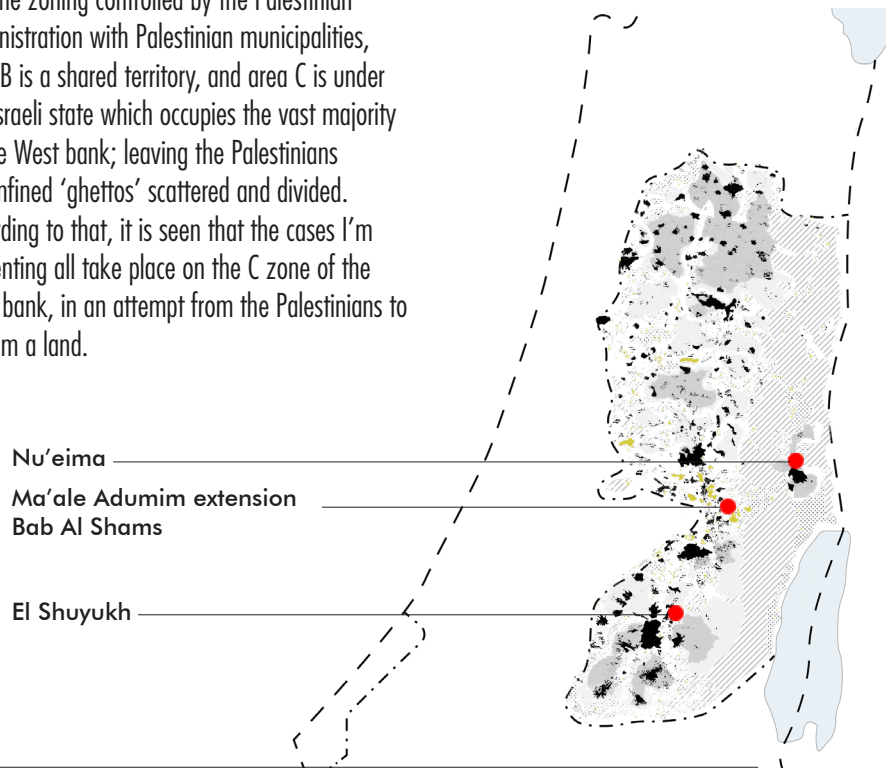 ne zoning controlled by the Palestinian
inistration with Palestinian municipalities,
B is a shared territory, and area C is under
sraeli state which occupies the vast majority
e West bank; leaving the Palestinians
nfined ‘ghettos’ scattered and divided.
rding to that, it is seen that the cases I’m
enting all take place on the C zone of the
bank, in an attempt from the Palestinians to
m a land.
Nu’eima
Ma’ale Adumim extension
Bab Al Shams
El Shuyukh